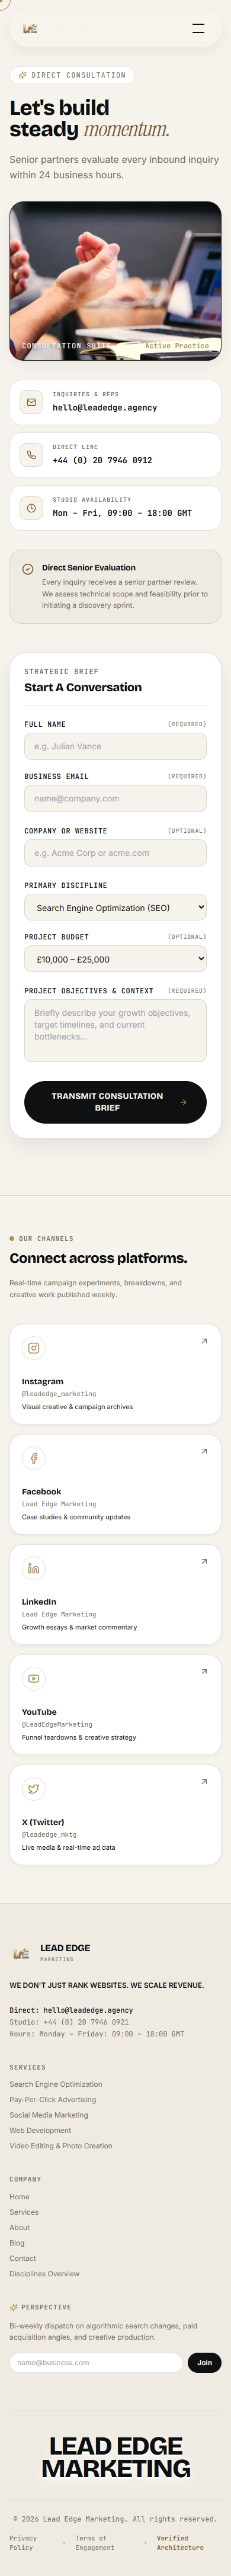 LEAD EDGE
DIRECT CONSULTATION
Let's build
steady momentum.
Senior partners evaluate every inbound inquiry
within 24 business hours.
CONSULTATION SUITE
Active Practice
INQUIRIES & RFPS
hello@leadedge.agency
DIRECT LINE
+44 (0) 20 7946 0912
STUDIO AVAILABILITY
Mon – Fri, 09:00 – 18:00 GMT
Direct Senior Evaluation
Every inquiry receives a senior partner review.
We assess technical scope and feasibility prior to
initiating a discovery sprint.
STRATEGIC BRIEF
Start A Conversation
FULL NAME (REQUIRED)
e.g. Julian Vance
BUSINESS EMAIL (REQUIRED)
name@company.com
COMPANY OR WEBSITE (OPTIONAL)
e.g. Acme Corp or acme.com
PRIMARY DISCIPLINE
Search Engine Optimization (SEO)
PROJECT BUDGET (OPTIONAL)
£10,000 – £25,000
PROJECT OBJECTIVES & CONTEXT (REQUIRED)
Briefly describe your growth objectives,
target timelines, and current
bottlenecks...
TRANSMIT CONSULTATION
BRIEF
OUR CHANNELS
Connect across platforms.
Real-time campaign experiments, breakdowns, and
creative work published weekly.
Instagram
@leadedge_marketing
Visual creative & campaign archives
Facebook
Lead Edge Marketing
Case studies & community updates
LinkedIn
Lead Edge Marketing
Growth essays & market commentary
YouTube
@LeadEdgeMarketing
Funnel teardowns & creative strategy
X (Twitter)
@leadedge_mktg
Live media & real-time ad data
LEAD EDGE
MARKETING
WE DON'T JUST RANK WEBSITES. WE SCALE REVENUE.
Direct: hello@leadedge.agency
Studio: +44 (0) 20 7946 0921
Hours: Monday – Friday: 09:00 – 18:00 GMT
SERVICES
Search Engine Optimization
Pay-Per-Click Advertising
Social Media Marketing
Web Development
Video Editing & Photo Creation
COMPANY
Home
Services
About
Blog
Contact
Disciplines Overview
PERSPECTIVE
Bi-weekly dispatch on algorithmic search changes, paid
acquisition angles, and creative production.
name@business.com
Join
LEAD EDGE
MARKETING
© 2026 Lead Edge Marketing. All rights reserved.
Privacy Policy · Terms of Engagement · Verified Architecture